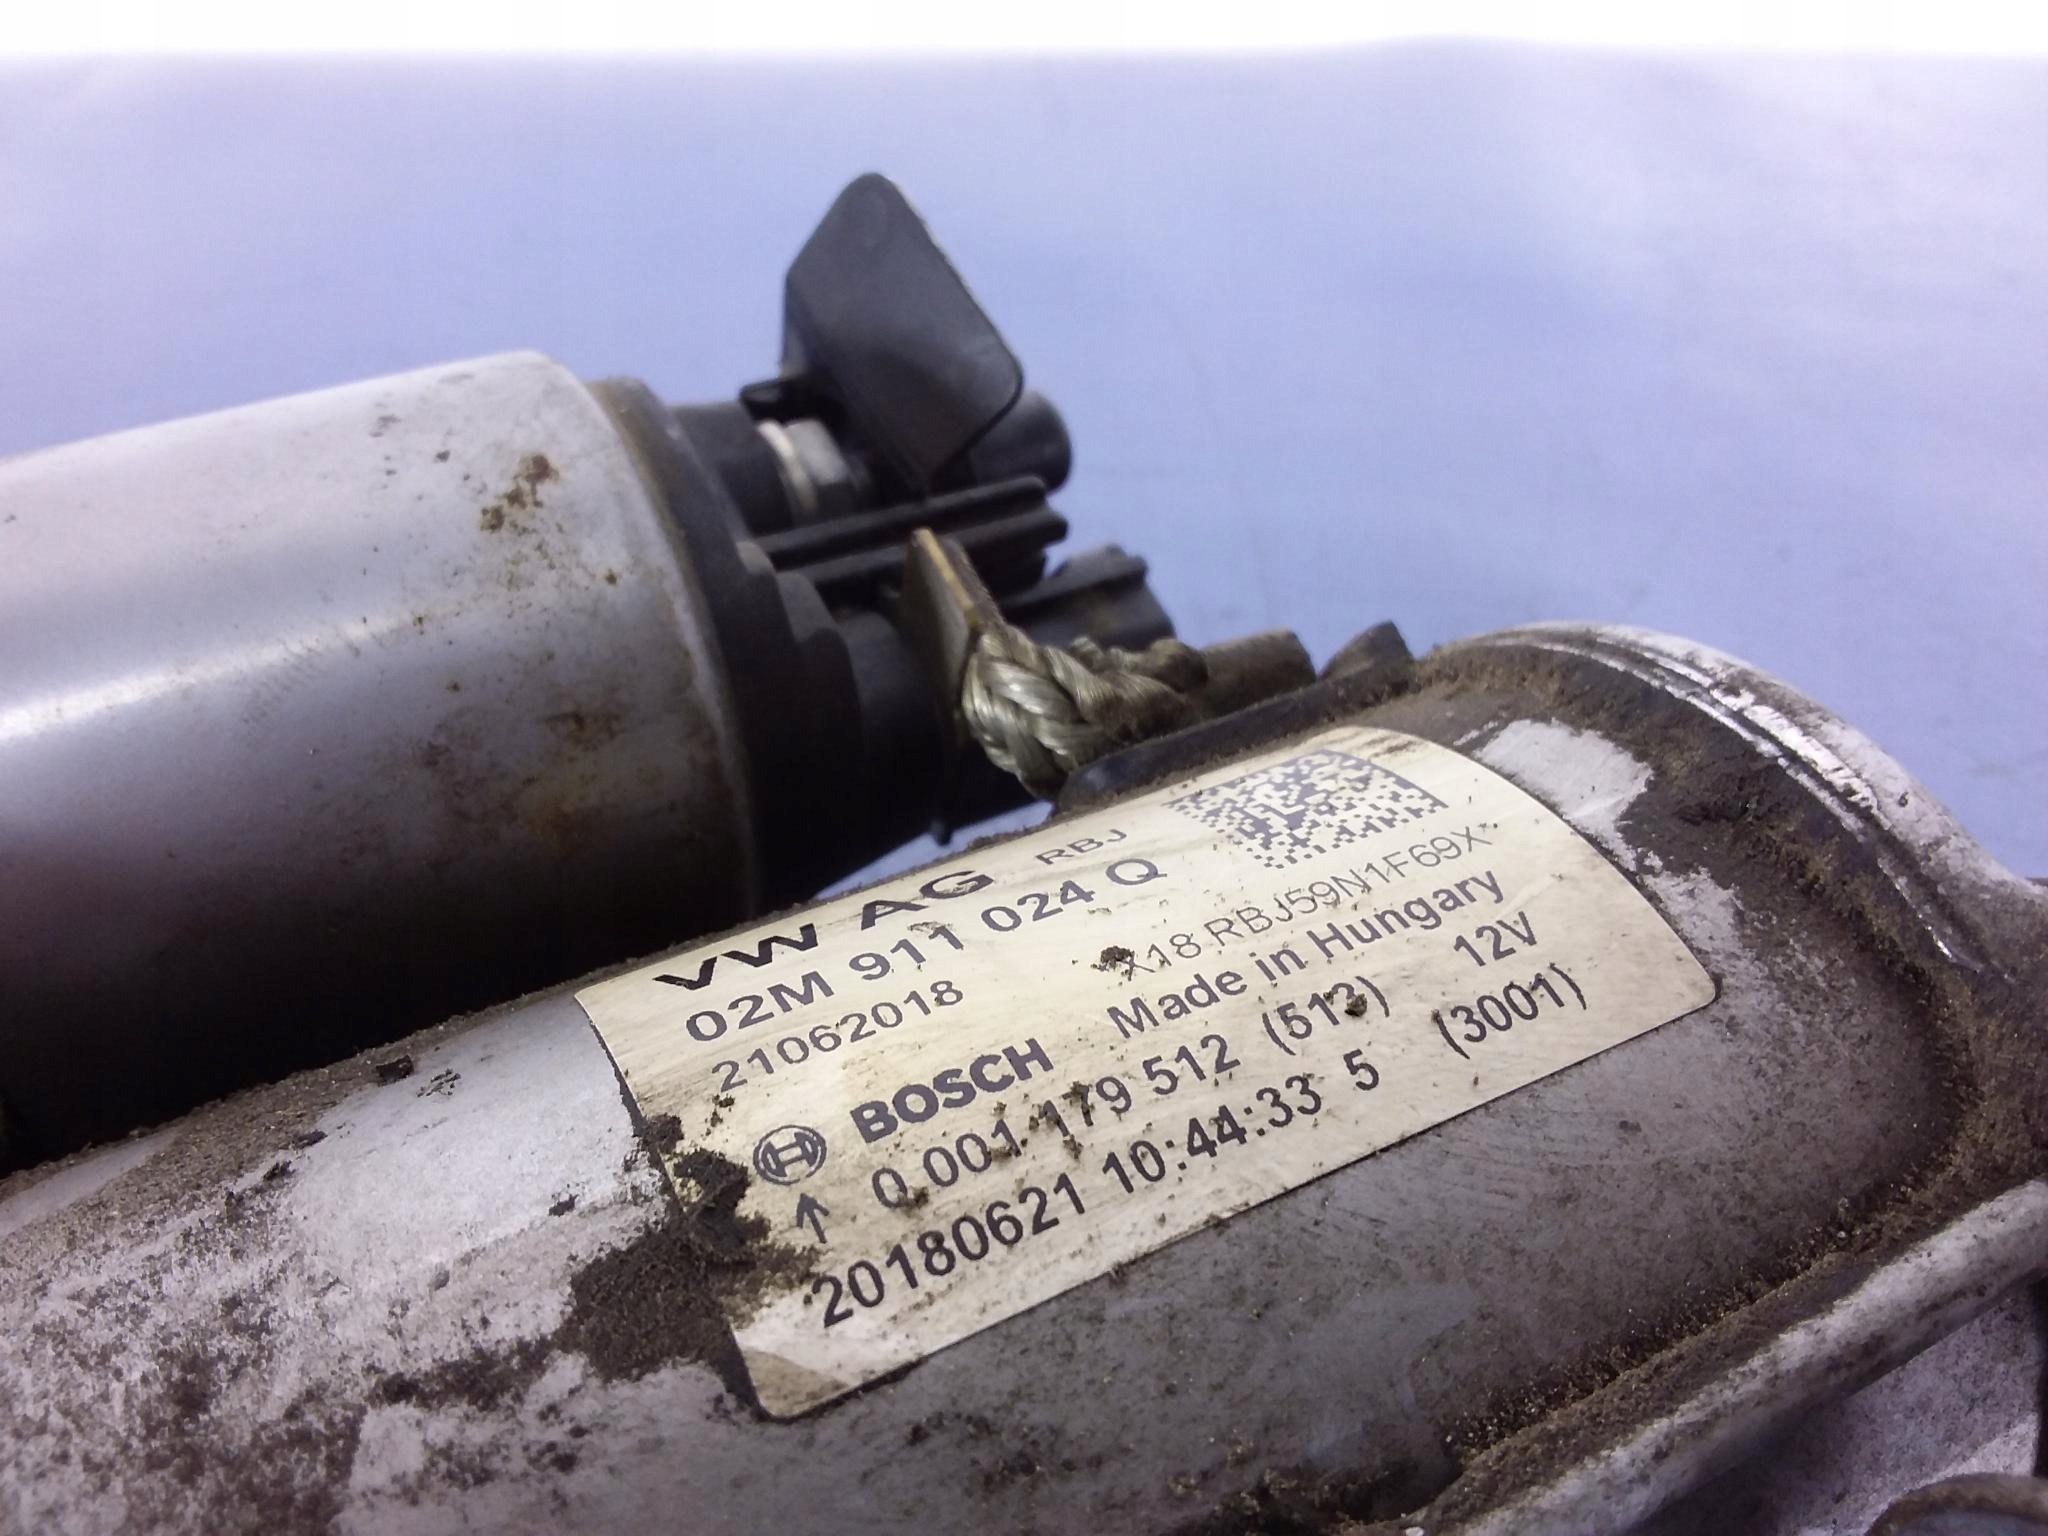 VW AG RBJ
02M 911 024 Q
21062018 *X18 RBJ59N1F69X*
BOSCH Made in Hungary
0 001 179 512 (513) 12V
20180621 10:44:33 5 (3001)